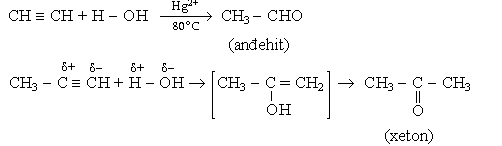 CH ≡ CH + H – OH Hg²⁺ 80°C → CH₃ – CHO
(anđehit)
δ+ δ– δ+ δ–
CH₃ – C ≡ CH + H – OH → [CH₃ – C = CH₂] → CH₃ – C – CH₃
OH O
(xeton)